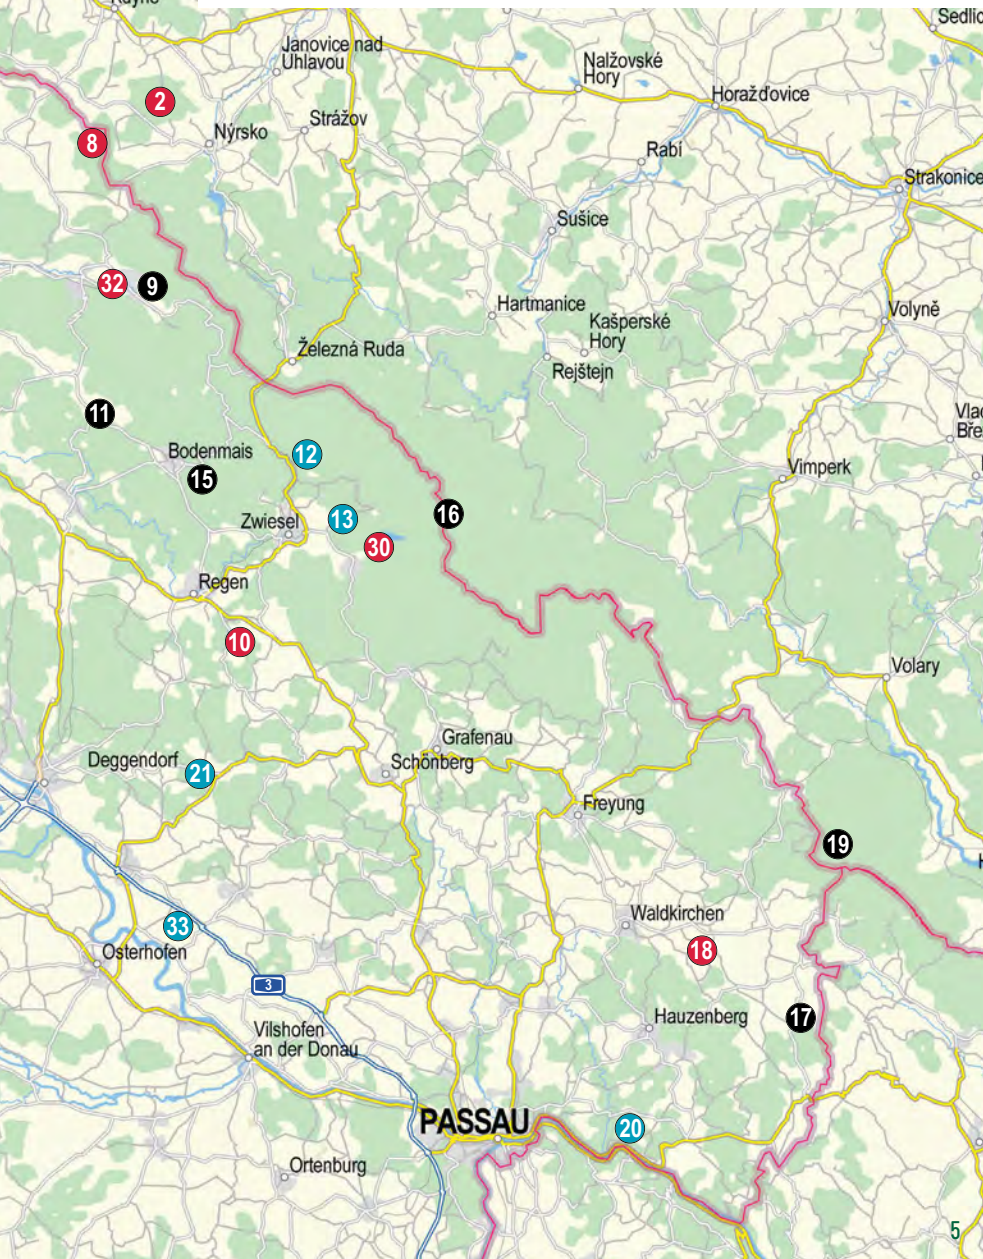 Janovice nad
Úhlavou
Nalžovské
Hory
Horažďovice
2
8
Nýrsko
Strážov
Rabí
Strakonice
Sušice
32
9
Hartmanice
Kašperské
Hory
Volyně
Železná Ruda
Rejštejn
11
Bodenmais
12
15
Vimperk
Zwiesel
13
16
30
Regen
10
Volary
Grafenau
Deggendorf
21
Schönberg
Freyung
19
Waldkirchen
33
18
Osterhofen
3
Hauzenberg
17
Vilshofen
an der Donau
PASSAU
20
Ortenburg
5